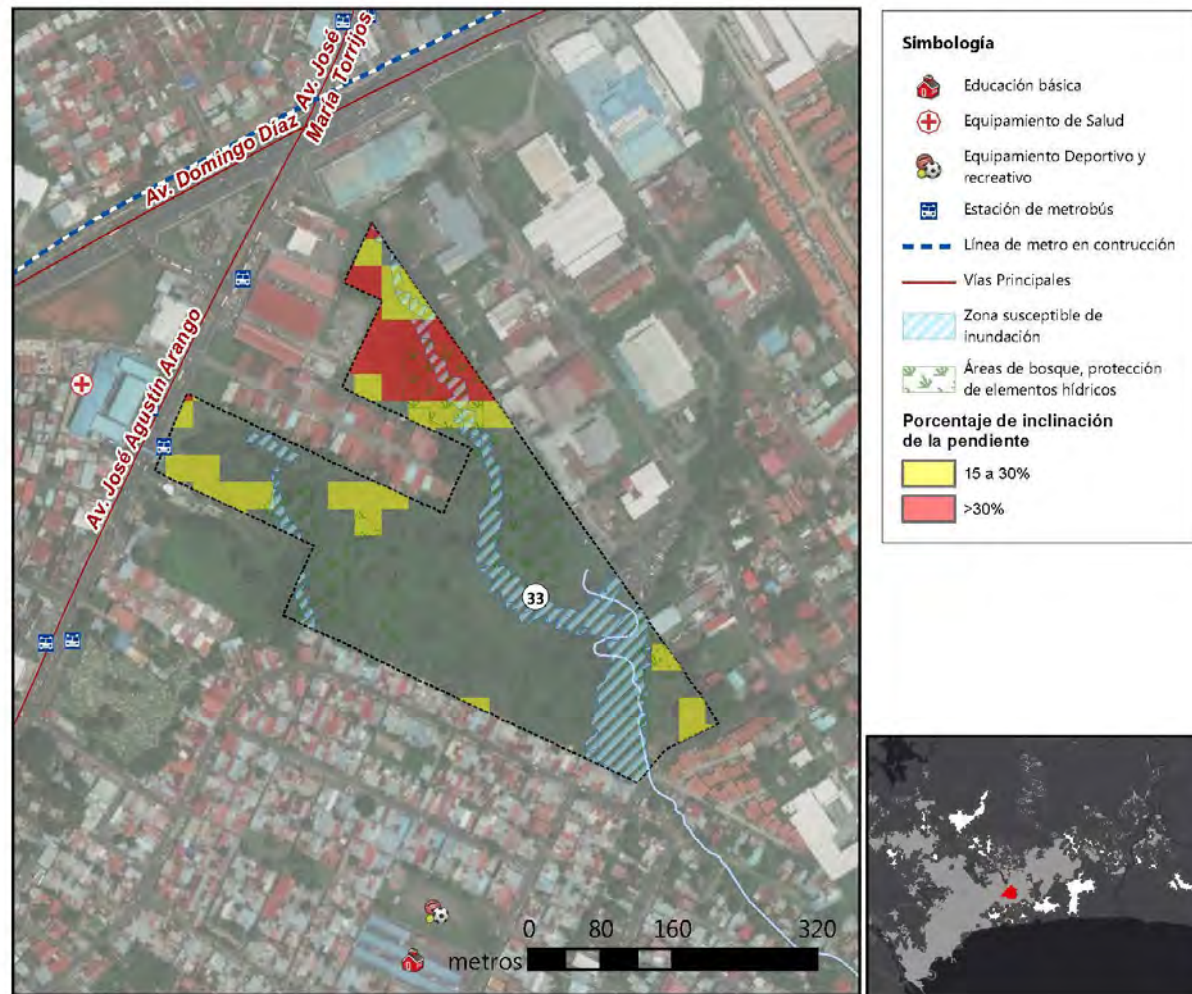 Av. José
María Torrijos
Av. Domingo Díaz
Av. José Agustín Arango
33
0 80 160 320
metros
Simbología
Educación básica
Equipamiento de Salud
Equipamiento Deportivo y
recreativo
Estación de metrobús
Línea de metro en contrucción
Vías Principales
Zona susceptible de
inundación
Áreas de bosque, protección
de elementos hídricos
Porcentaje de inclinación
de la pendiente
15 a 30%
>30%